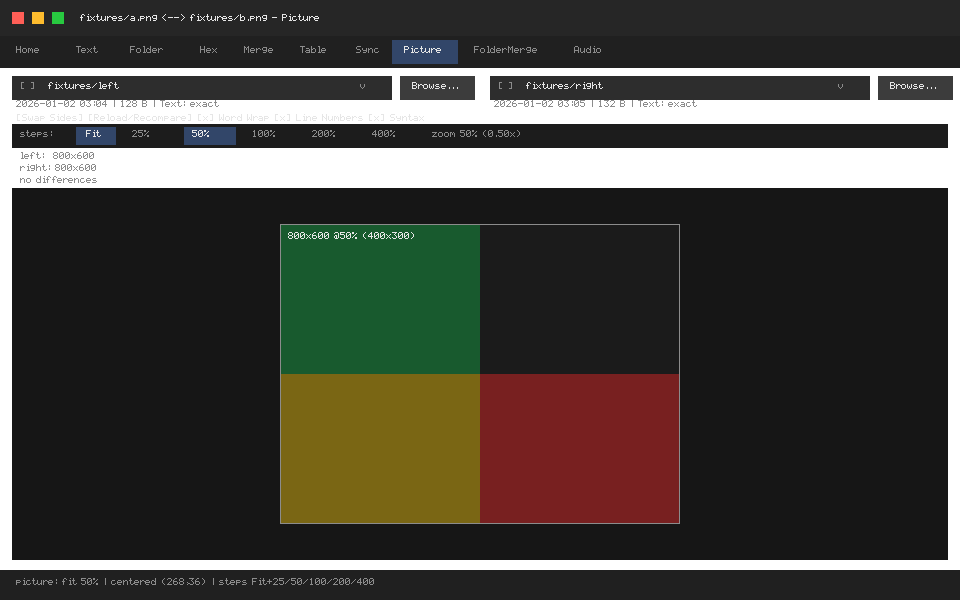 fixtures/a.png <--> fixtures/b.png - Picture
Home Text Folder Hex Merge Table Sync Picture FolderMerge Audio
[ ] fixtures/left v Browse... [ ] fixtures/right v Browse...
2026-01-02 03:04 | 128 B | Text: exact 2026-01-02 03:05 | 132 B | Text: exact
[Swap Sides] [Reload/Recompare] [x] Word Wrap [x] Line Numbers [x] Syntax
steps: Fit 25% 50% 100% 200% 400% zoom 50% (0.50x)
left: 800x600
right: 800x600
no differences
800x600 @50% (400x300)
picture: fit 50% | centered (268,36) | steps Fit+25/50/100/200/400